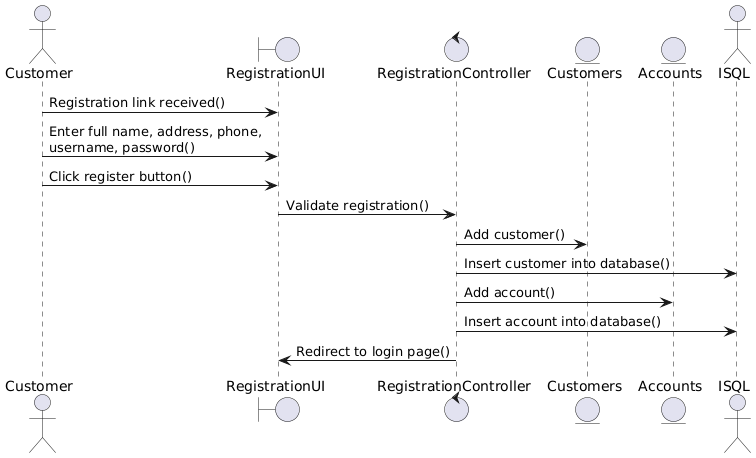 Customer
RegistrationUI
RegistrationController
Customers
Accounts
ISQL
Registration link received()
Enter full name, address, phone,
username, password()
Click register button()
Validate registration()
Add customer()
Insert customer into database()
Add account()
Insert account into database()
Redirect to login page()
Customer
RegistrationUI
RegistrationController
Customers
Accounts
ISQL